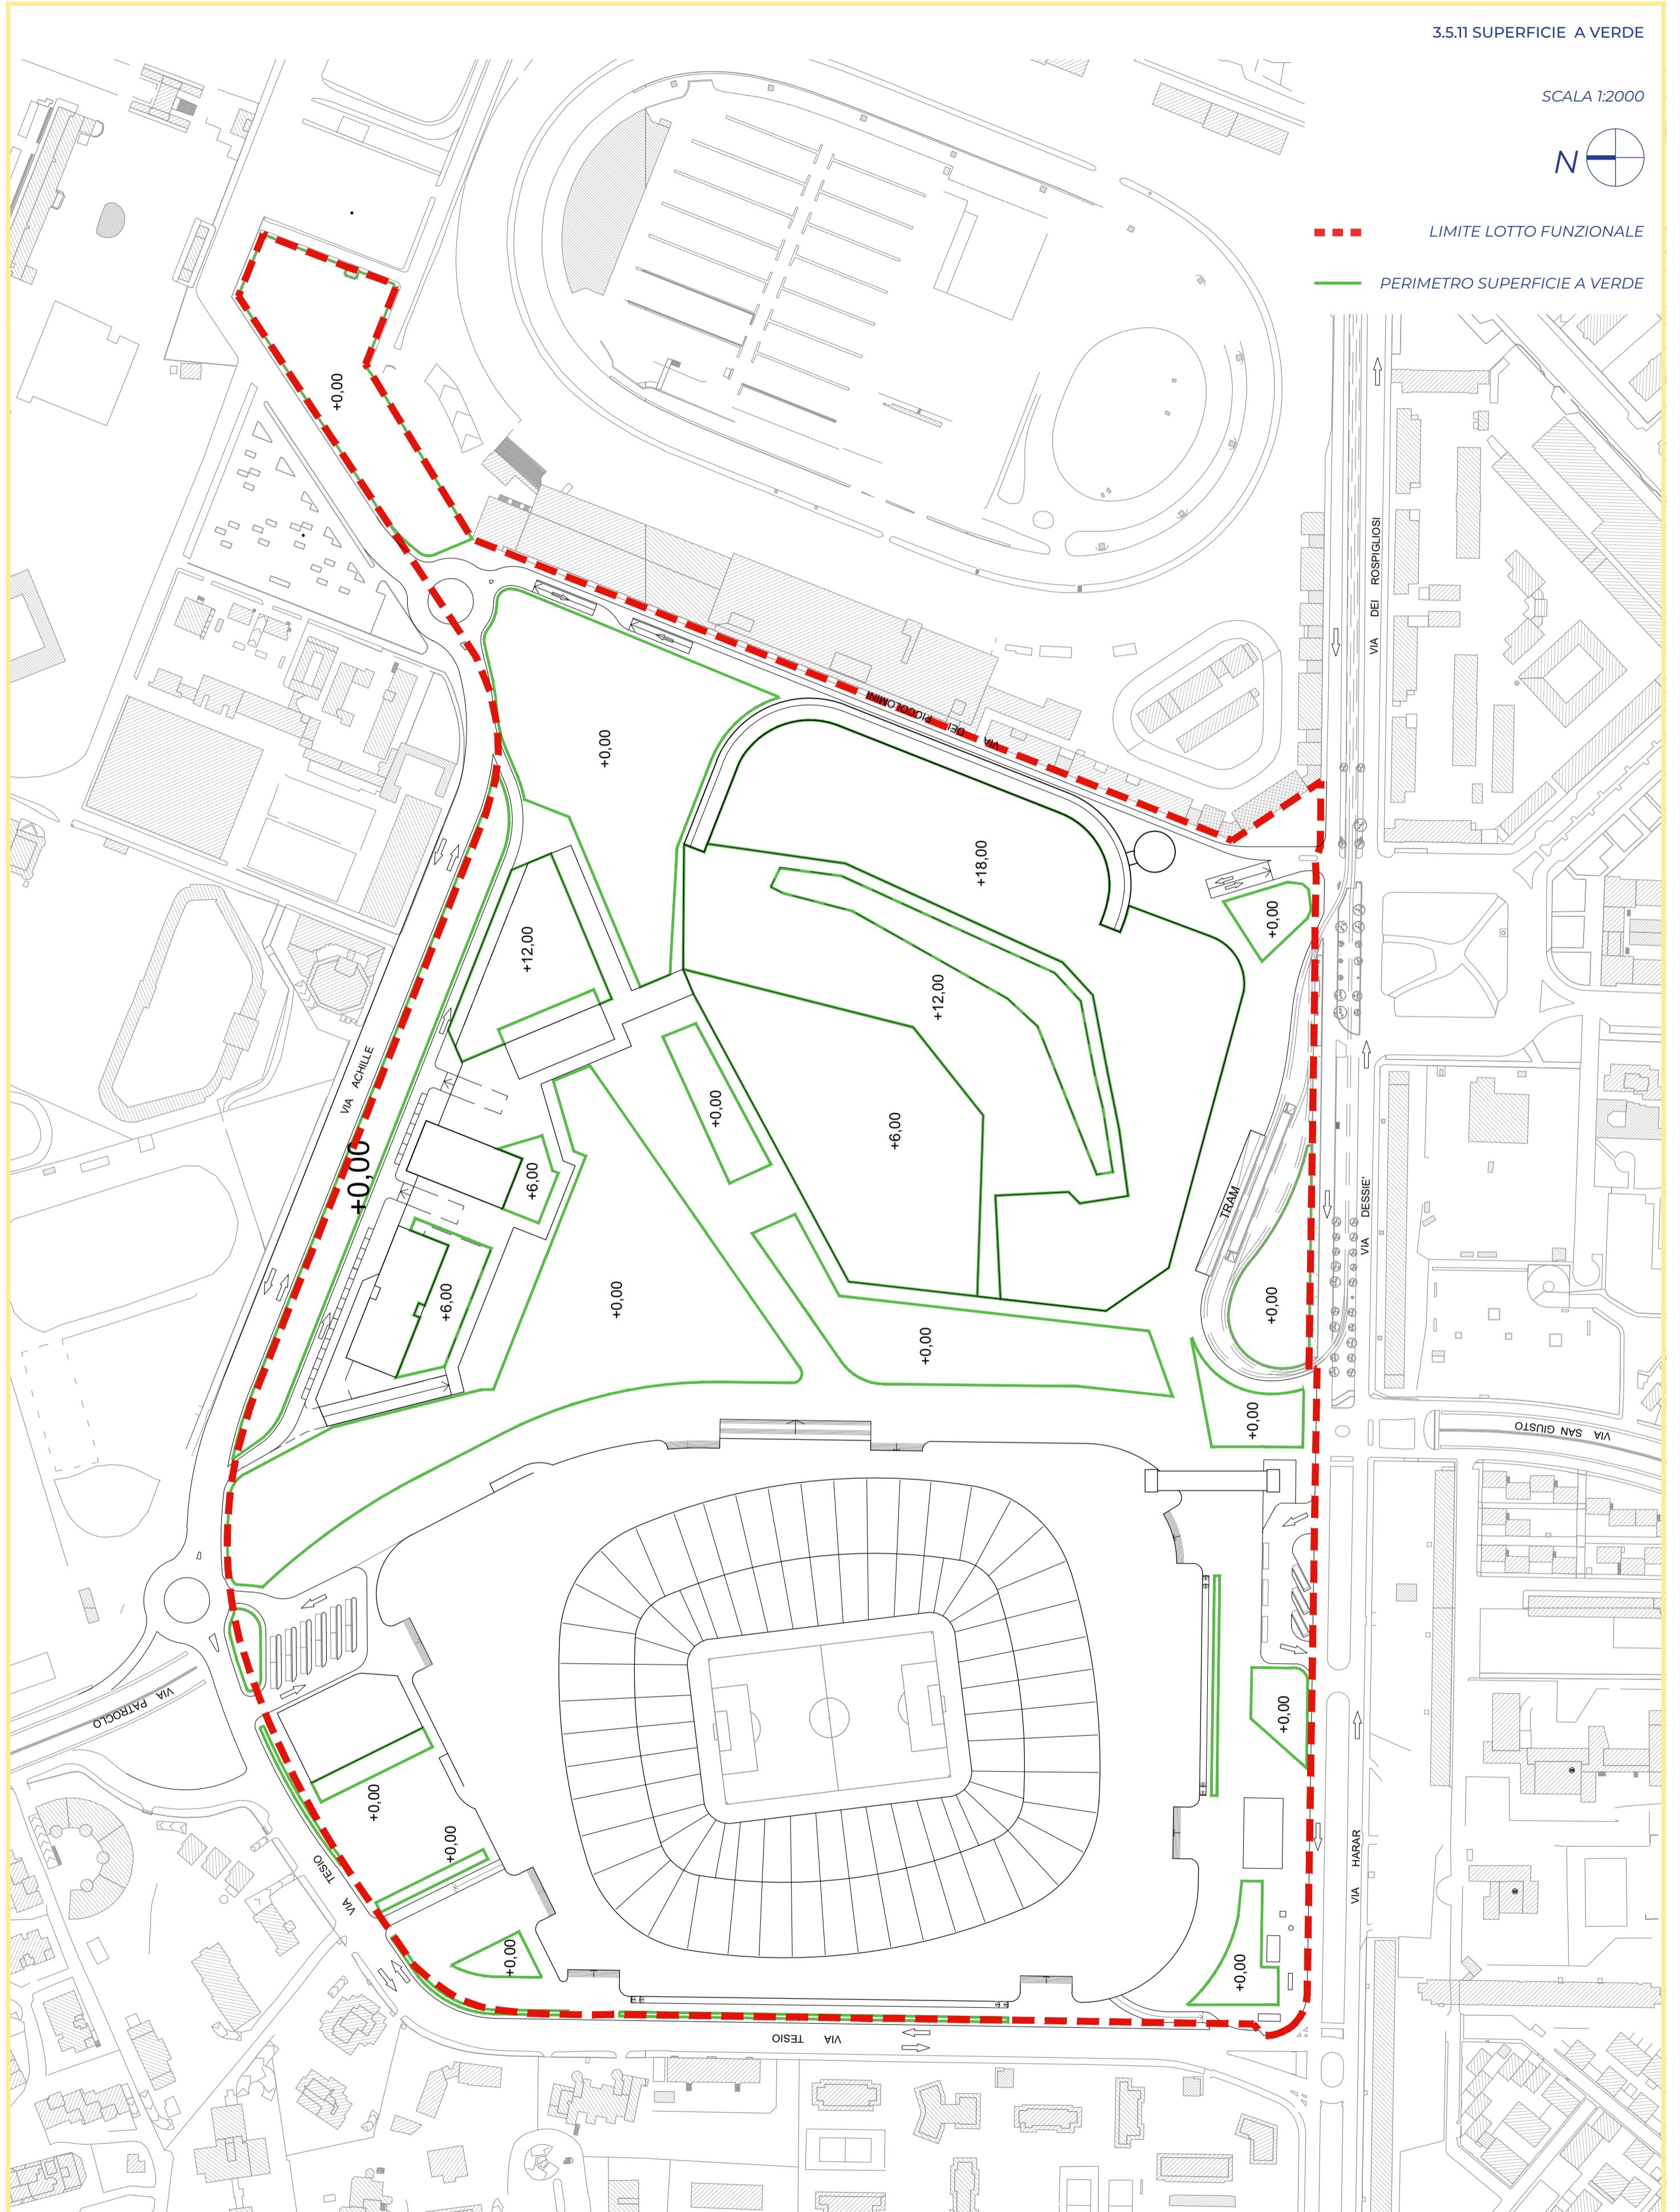 3.5.11 SUPERFICIE A VERDE
SCALA 1:2000
N
LIMITE LOTTO FUNZIONALE
PERIMETRO SUPERFICIE A VERDE
+0,00
VIA DEI ROSPIGLIOSI
VIA DEI PICCOLOMINI
+0,00
+18,00
+0,00
+12,00
+12,00
VIA ACHILLE
+0,00
+0,00
+6,00
+6,00
TRAM
VIA DESSIE'
+6,00
+0,00
+0,00
+0,00
+0,00
VIA SAN GIUSTO
VIA PATROCLO
+0,00
+0,00
+0,00
VIA TESIO
VIA HARAR
+0,00
+0,00
VIA TESIO